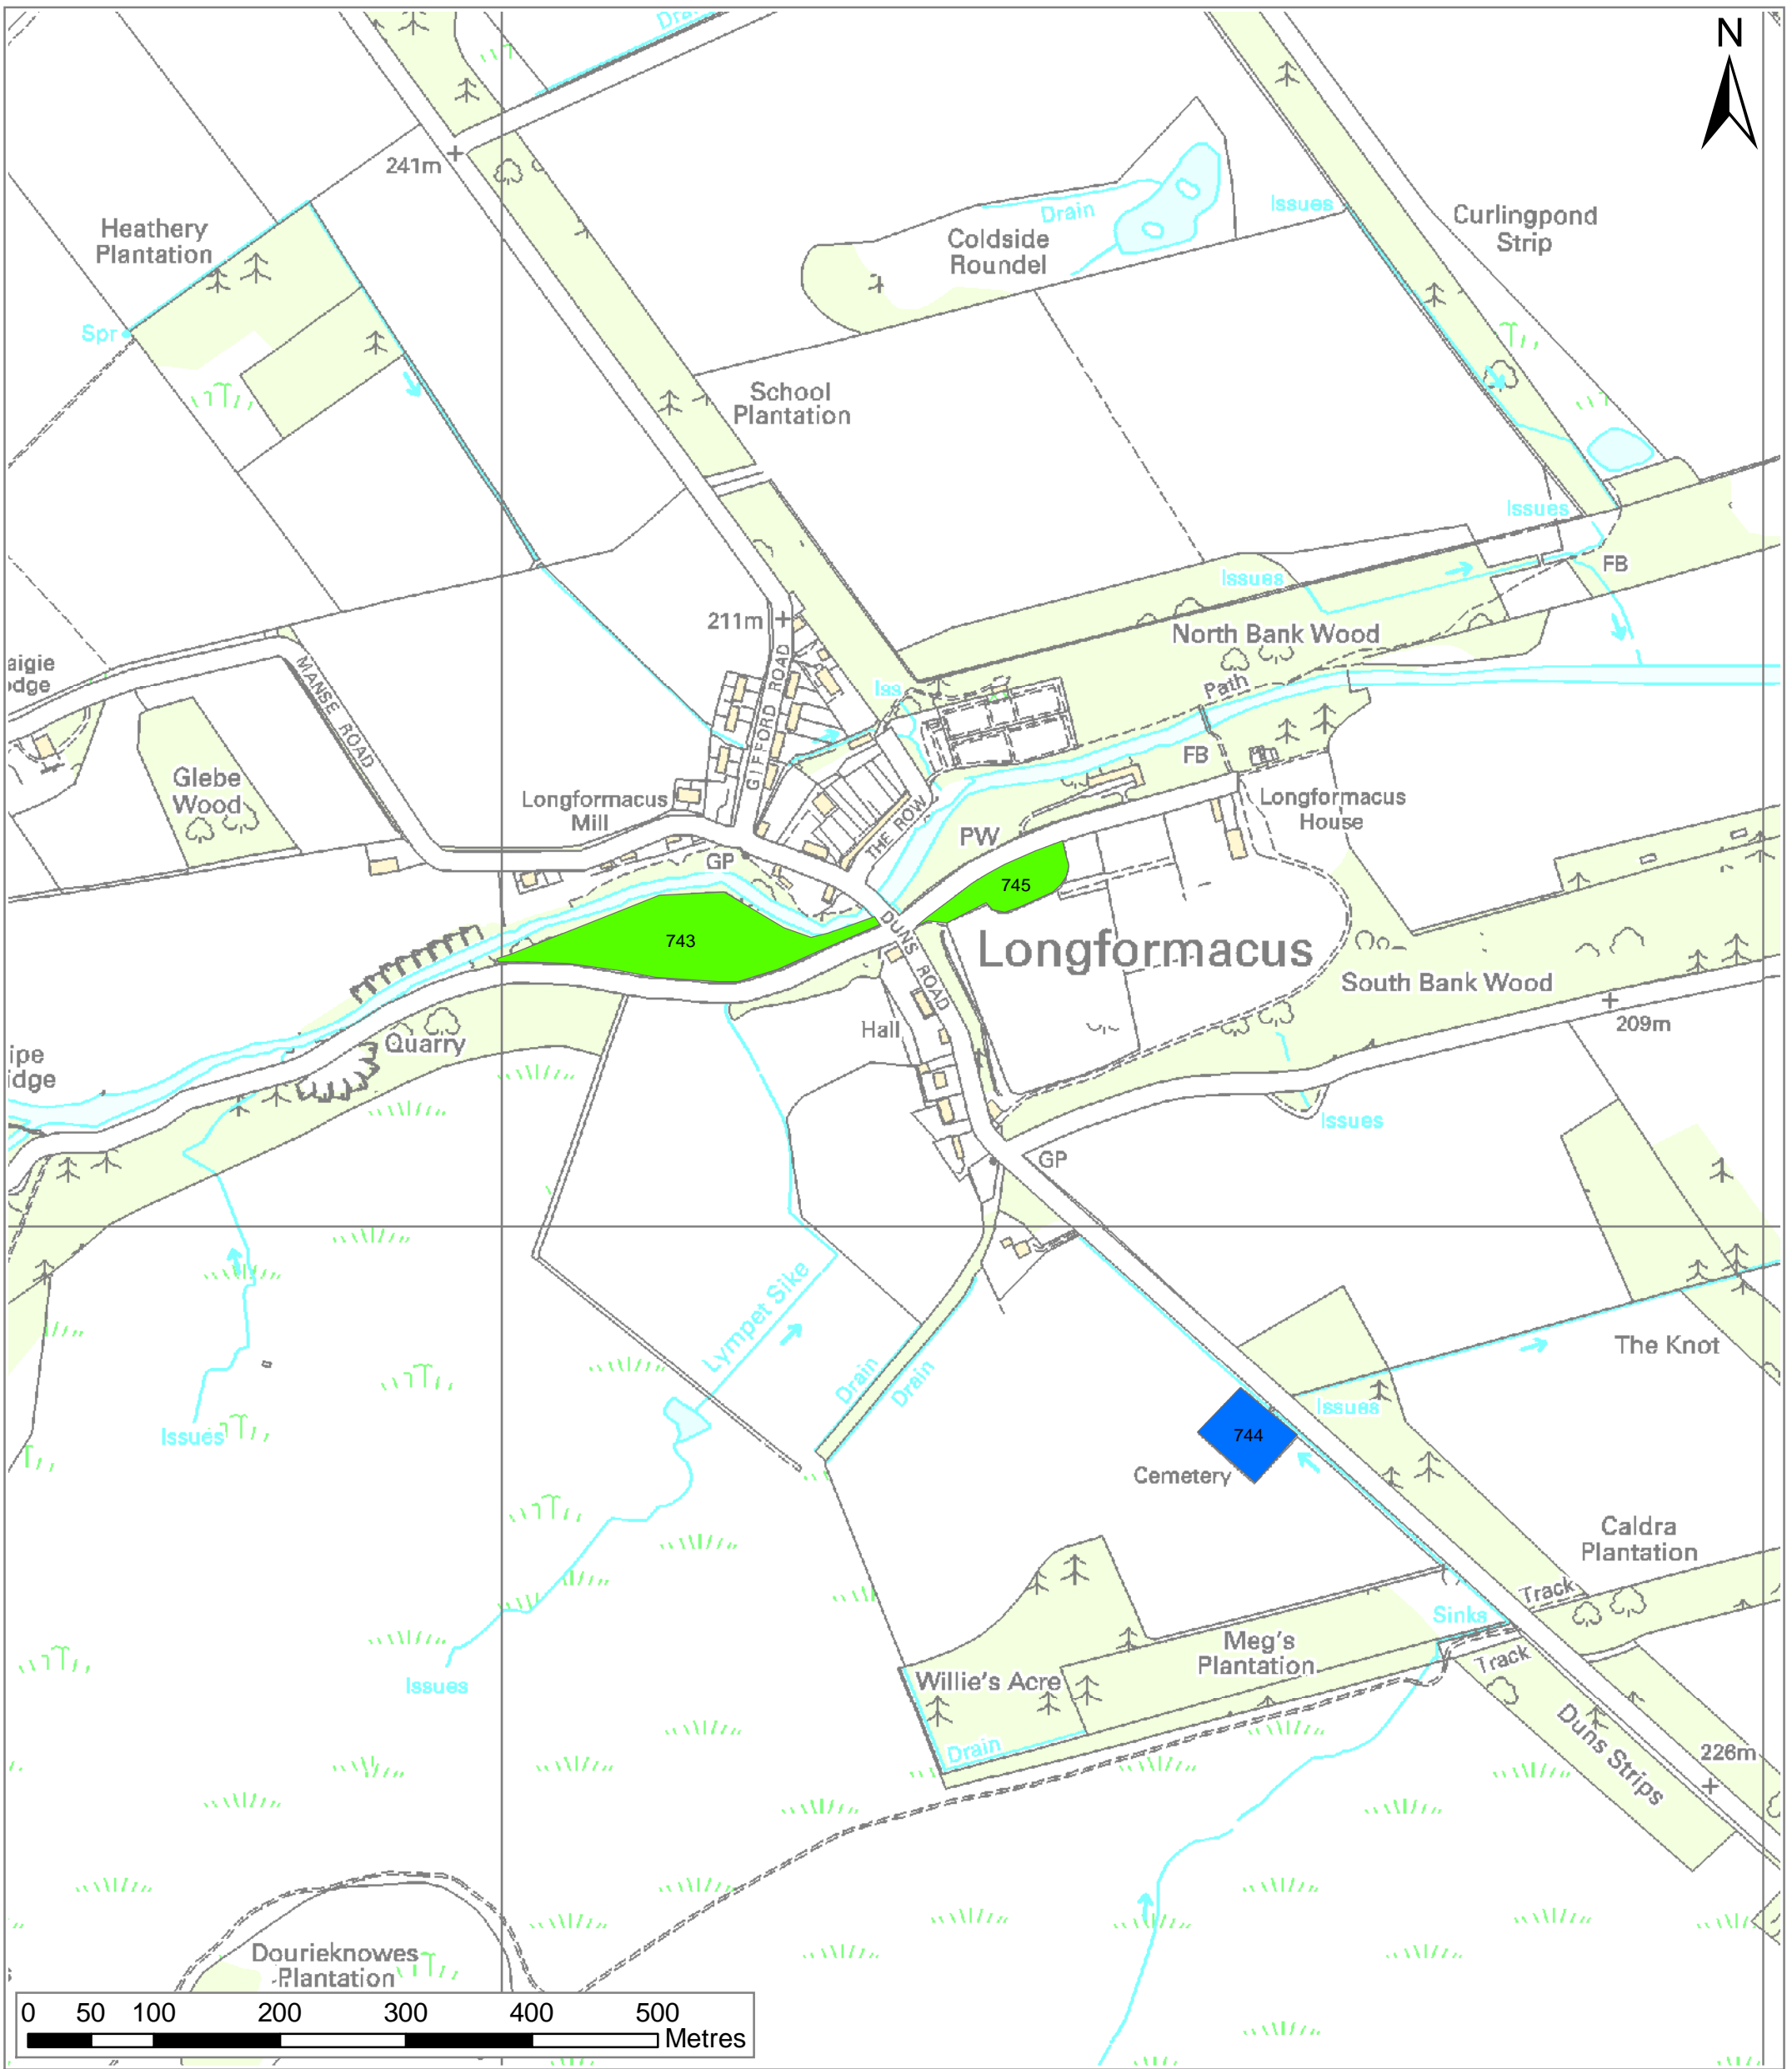 Drain
N
241m
Heathery
Plantation
Spr
Drain
Coldside
Roundel
Issues
Curlingpond
Strip
School
Plantation
Issues
Issues
FB
211m
North Bank Wood
MANSE ROAD
GIFFORD ROAD
Iss
Path
FB
Glebe
Wood
Longformacus
Mill
THE ROW
PW
Longformacus
House
GP
745
743
DUNS ROAD
Longformacus
South Bank Wood
209m
Hall
Quarry
Issues
GP
Lympet Sike
Drain
Drain
The Knot
Issues
Issues
744
Cemetery
Caldra
Plantation
Track
Sinks
Meg's
Plantation
Track
Willie's Acre
Issues
Drain
Duns Strips
226m
Dourieknowes
Plantation
0 50 100 200 300 400 500
Metres